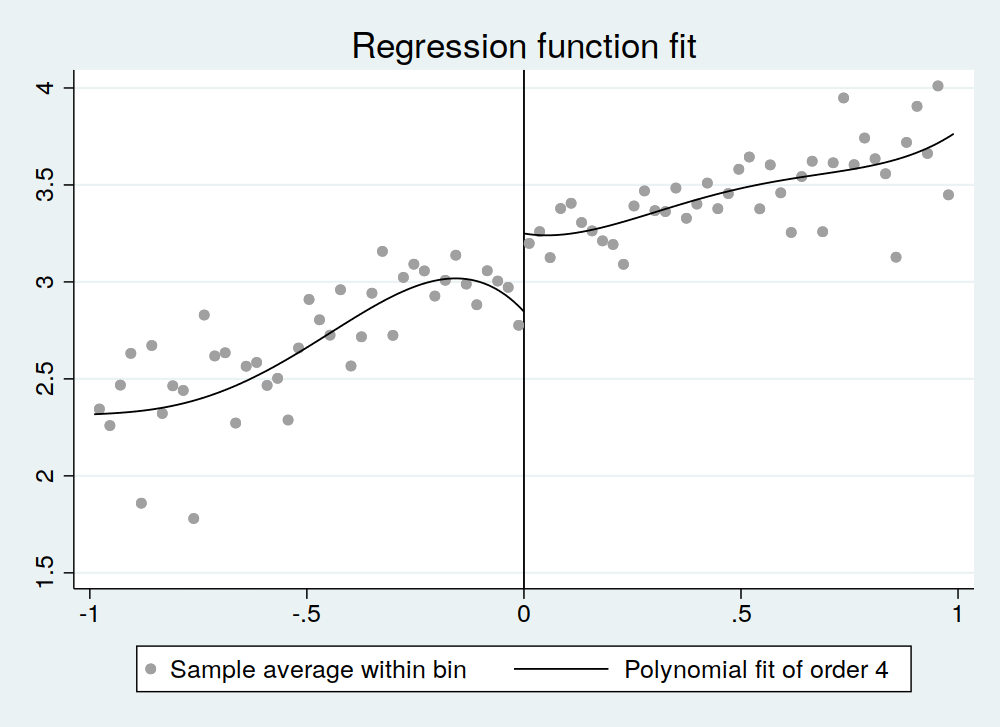 Regression function fit
4
3.5
3
2.5
2
1.5
-1 -.5 0 .5 1
Sample average within bin Polynomial fit of order 4